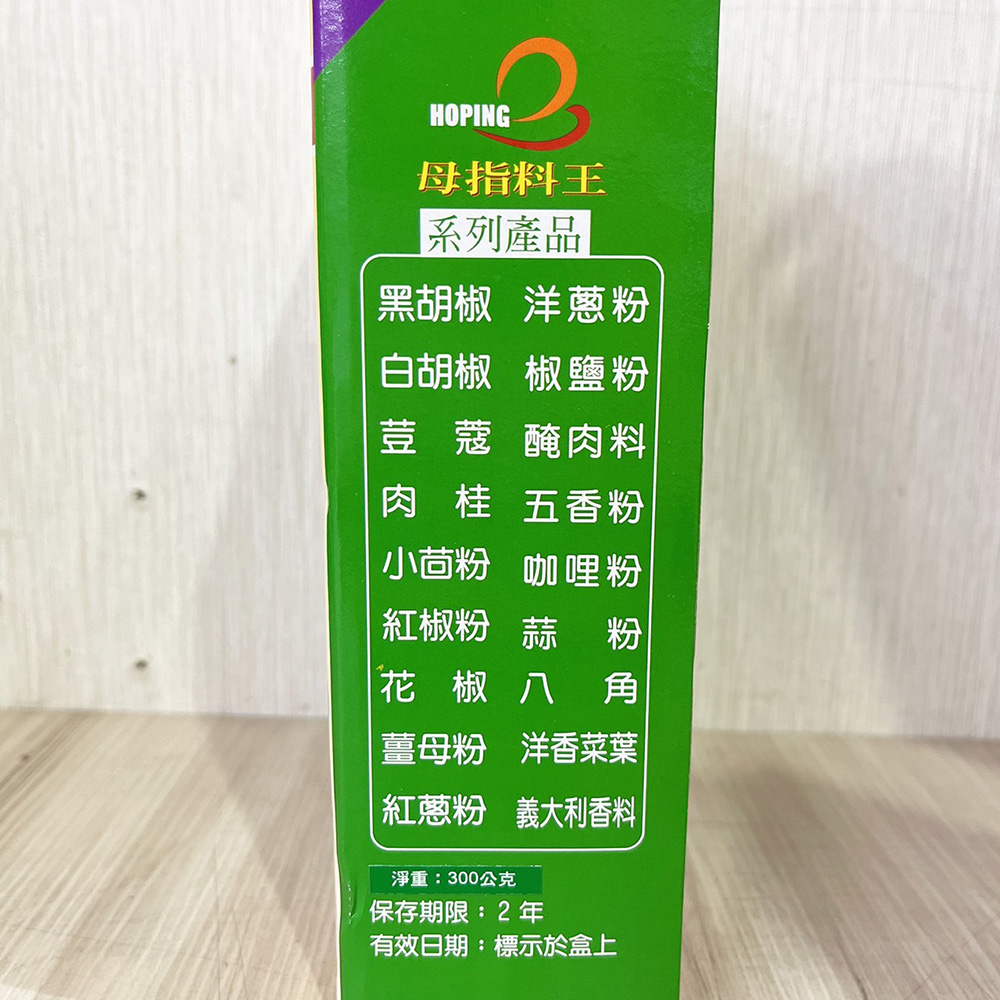 HOPING
母指料王
系列產品
黑胡椒 洋蔥粉
白胡椒 椒鹽粉
荳蔻 醃肉料
肉桂 五香粉
小茴粉 咖哩粉
紅椒粉 蒜粉
花椒 八角
薑母粉 洋香菜葉
紅蔥粉 義大利香料
淨重：300公克
保存期限：2年
有效日期：標示於盒上